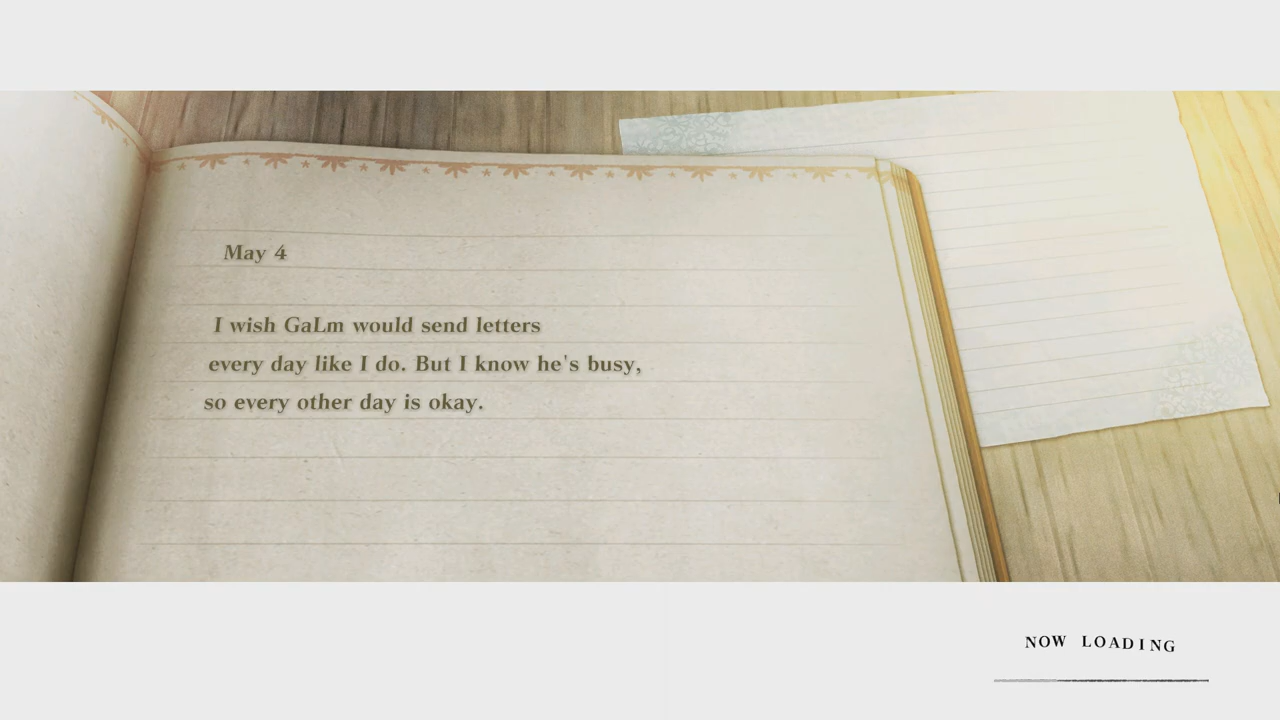 May 4
I wish GaLm would send letters
every day like I do. But I know he's busy,
so every other day is okay.
NOW LOADING